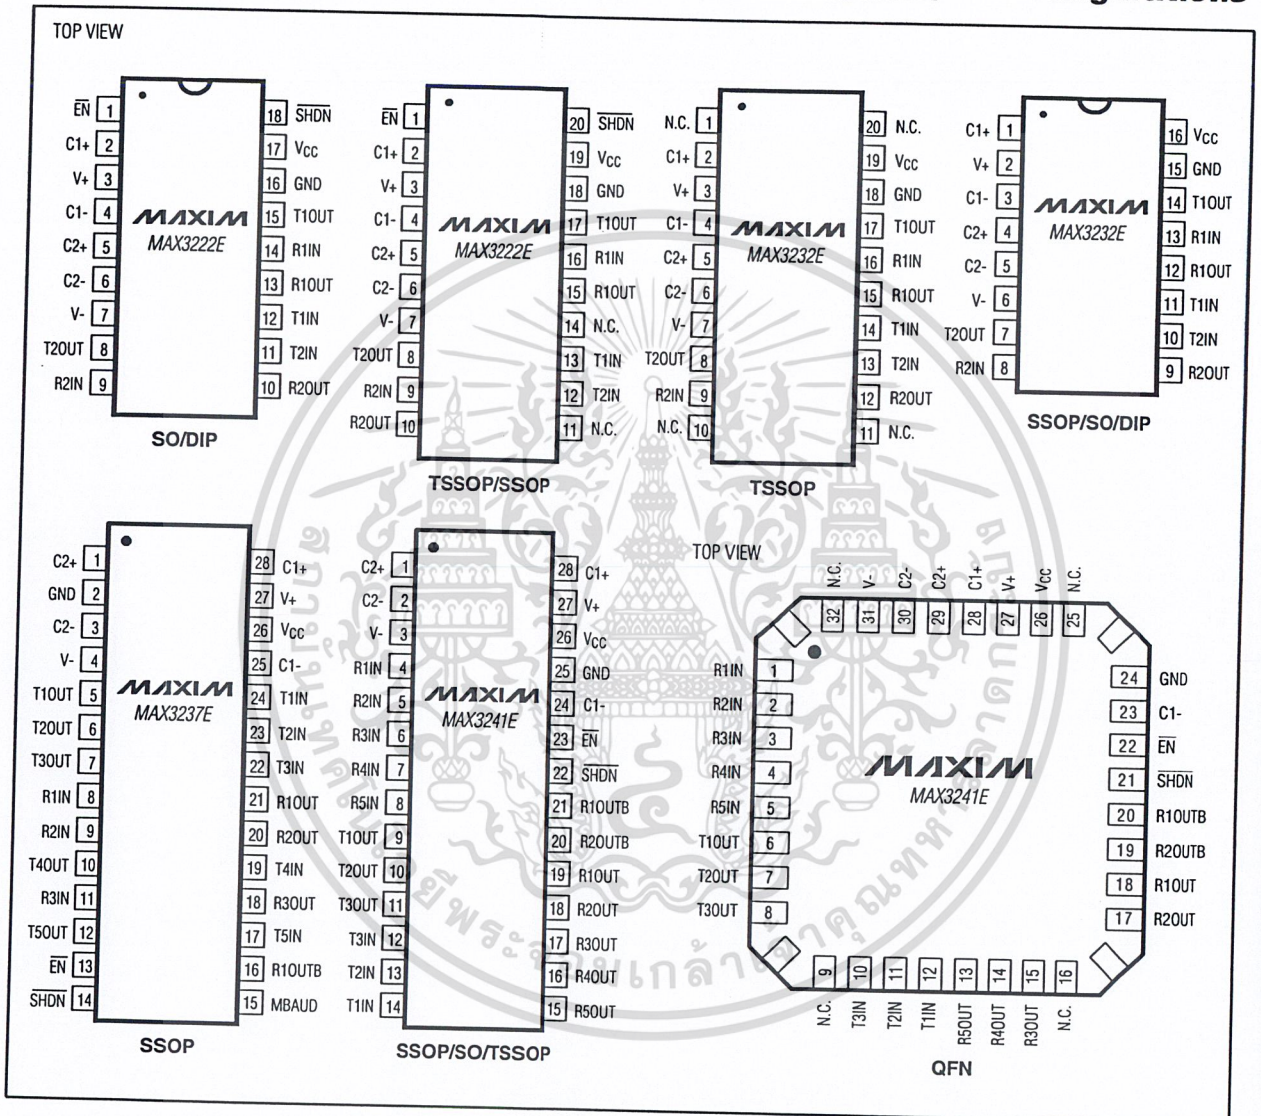 TOP VIEW
EN 1
C1+ 2
V+ 3
C1- 4
C2+ 5
C2- 6
V- 7
T2OUT 8
R2IN 9
18 SHDN
17 VCC
16 GND
15 T1OUT
14 R1IN
13 R1OUT
12 T1IN
11 T2IN
10 R2OUT
MAXIM
MAX3222E
SO/DIP
EN 1
C1+ 2
V+ 3
C1- 4
C2+ 5
C2- 6
V- 7
T2OUT 8
R2IN 9
R2OUT 10
20 SHDN
19 VCC
18 GND
17 T1OUT
16 R1IN
15 R1OUT
14 N.C.
13 T1IN
12 T2IN
11 N.C.
MAXIM
MAX3222E
TSSOP/SSOP
N.C. 1
C1+ 2
V+ 3
C1- 4
C2+ 5
C2- 6
V- 7
T2OUT 8
R2IN 9
N.C. 10
20 N.C.
19 VCC
18 GND
17 T1OUT
16 R1IN
15 R1OUT
14 T1IN
13 T2IN
12 R2OUT
11 N.C.
MAXIM
MAX3232E
TSSOP
C1+ 1
V+ 2
C1- 3
C2+ 4
C2- 5
V- 6
T2OUT 7
R2IN 8
16 VCC
15 GND
14 T1OUT
13 R1IN
12 R1OUT
11 T1IN
10 T2IN
9 R2OUT
MAXIM
MAX3232E
SSOP/SO/DIP
C2+ 1
GND 2
C2- 3
V- 4
T1OUT 5
T2OUT 6
T3OUT 7
R1IN 8
R2IN 9
T4OUT 10
R3IN 11
T5OUT 12
EN 13
SHDN 14
28 C1+
27 V+
26 VCC
25 C1-
24 T1IN
23 T2IN
22 T3IN
21 R1OUT
20 R2OUT
19 T4IN
18 R3OUT
17 T5IN
16 R1OUTB
15 MBAUD
MAXIM
MAX3237E
SSOP
C2+ 1
C2- 2
V- 3
R1IN 4
R2IN 5
R3IN 6
R4IN 7
R5IN 8
T1OUT 9
T2OUT 10
T3OUT 11
T3IN 12
T2IN 13
T1IN 14
28 C1+
27 V+
26 VCC
25 GND
24 C1-
23 EN
22 SHDN
21 R1OUTB
20 R2OUTB
19 R1OUT
18 R2OUT
17 R3OUT
16 R4OUT
15 R5OUT
MAXIM
MAX3241E
SSOP/SO/TSSOP
TOP VIEW
N.C. V- C2- C2+ C1+ V+ VCC N.C.
32 31 30 29 28 27 26 25
R1IN 1
R2IN 2
R3IN 3
R4IN 4
R5IN 5
T1OUT 6
T2OUT 7
T3OUT 8
24 GND
23 C1-
22 EN
21 SHDN
20 R1OUTB
19 R2OUTB
18 R1OUT
17 R2OUT
MAXIM
MAX3241E
9 10 11 12 13 14 15 16
N.C. T3IN T2IN T1IN R5OUT R4OUT R3OUT N.C.
QFN